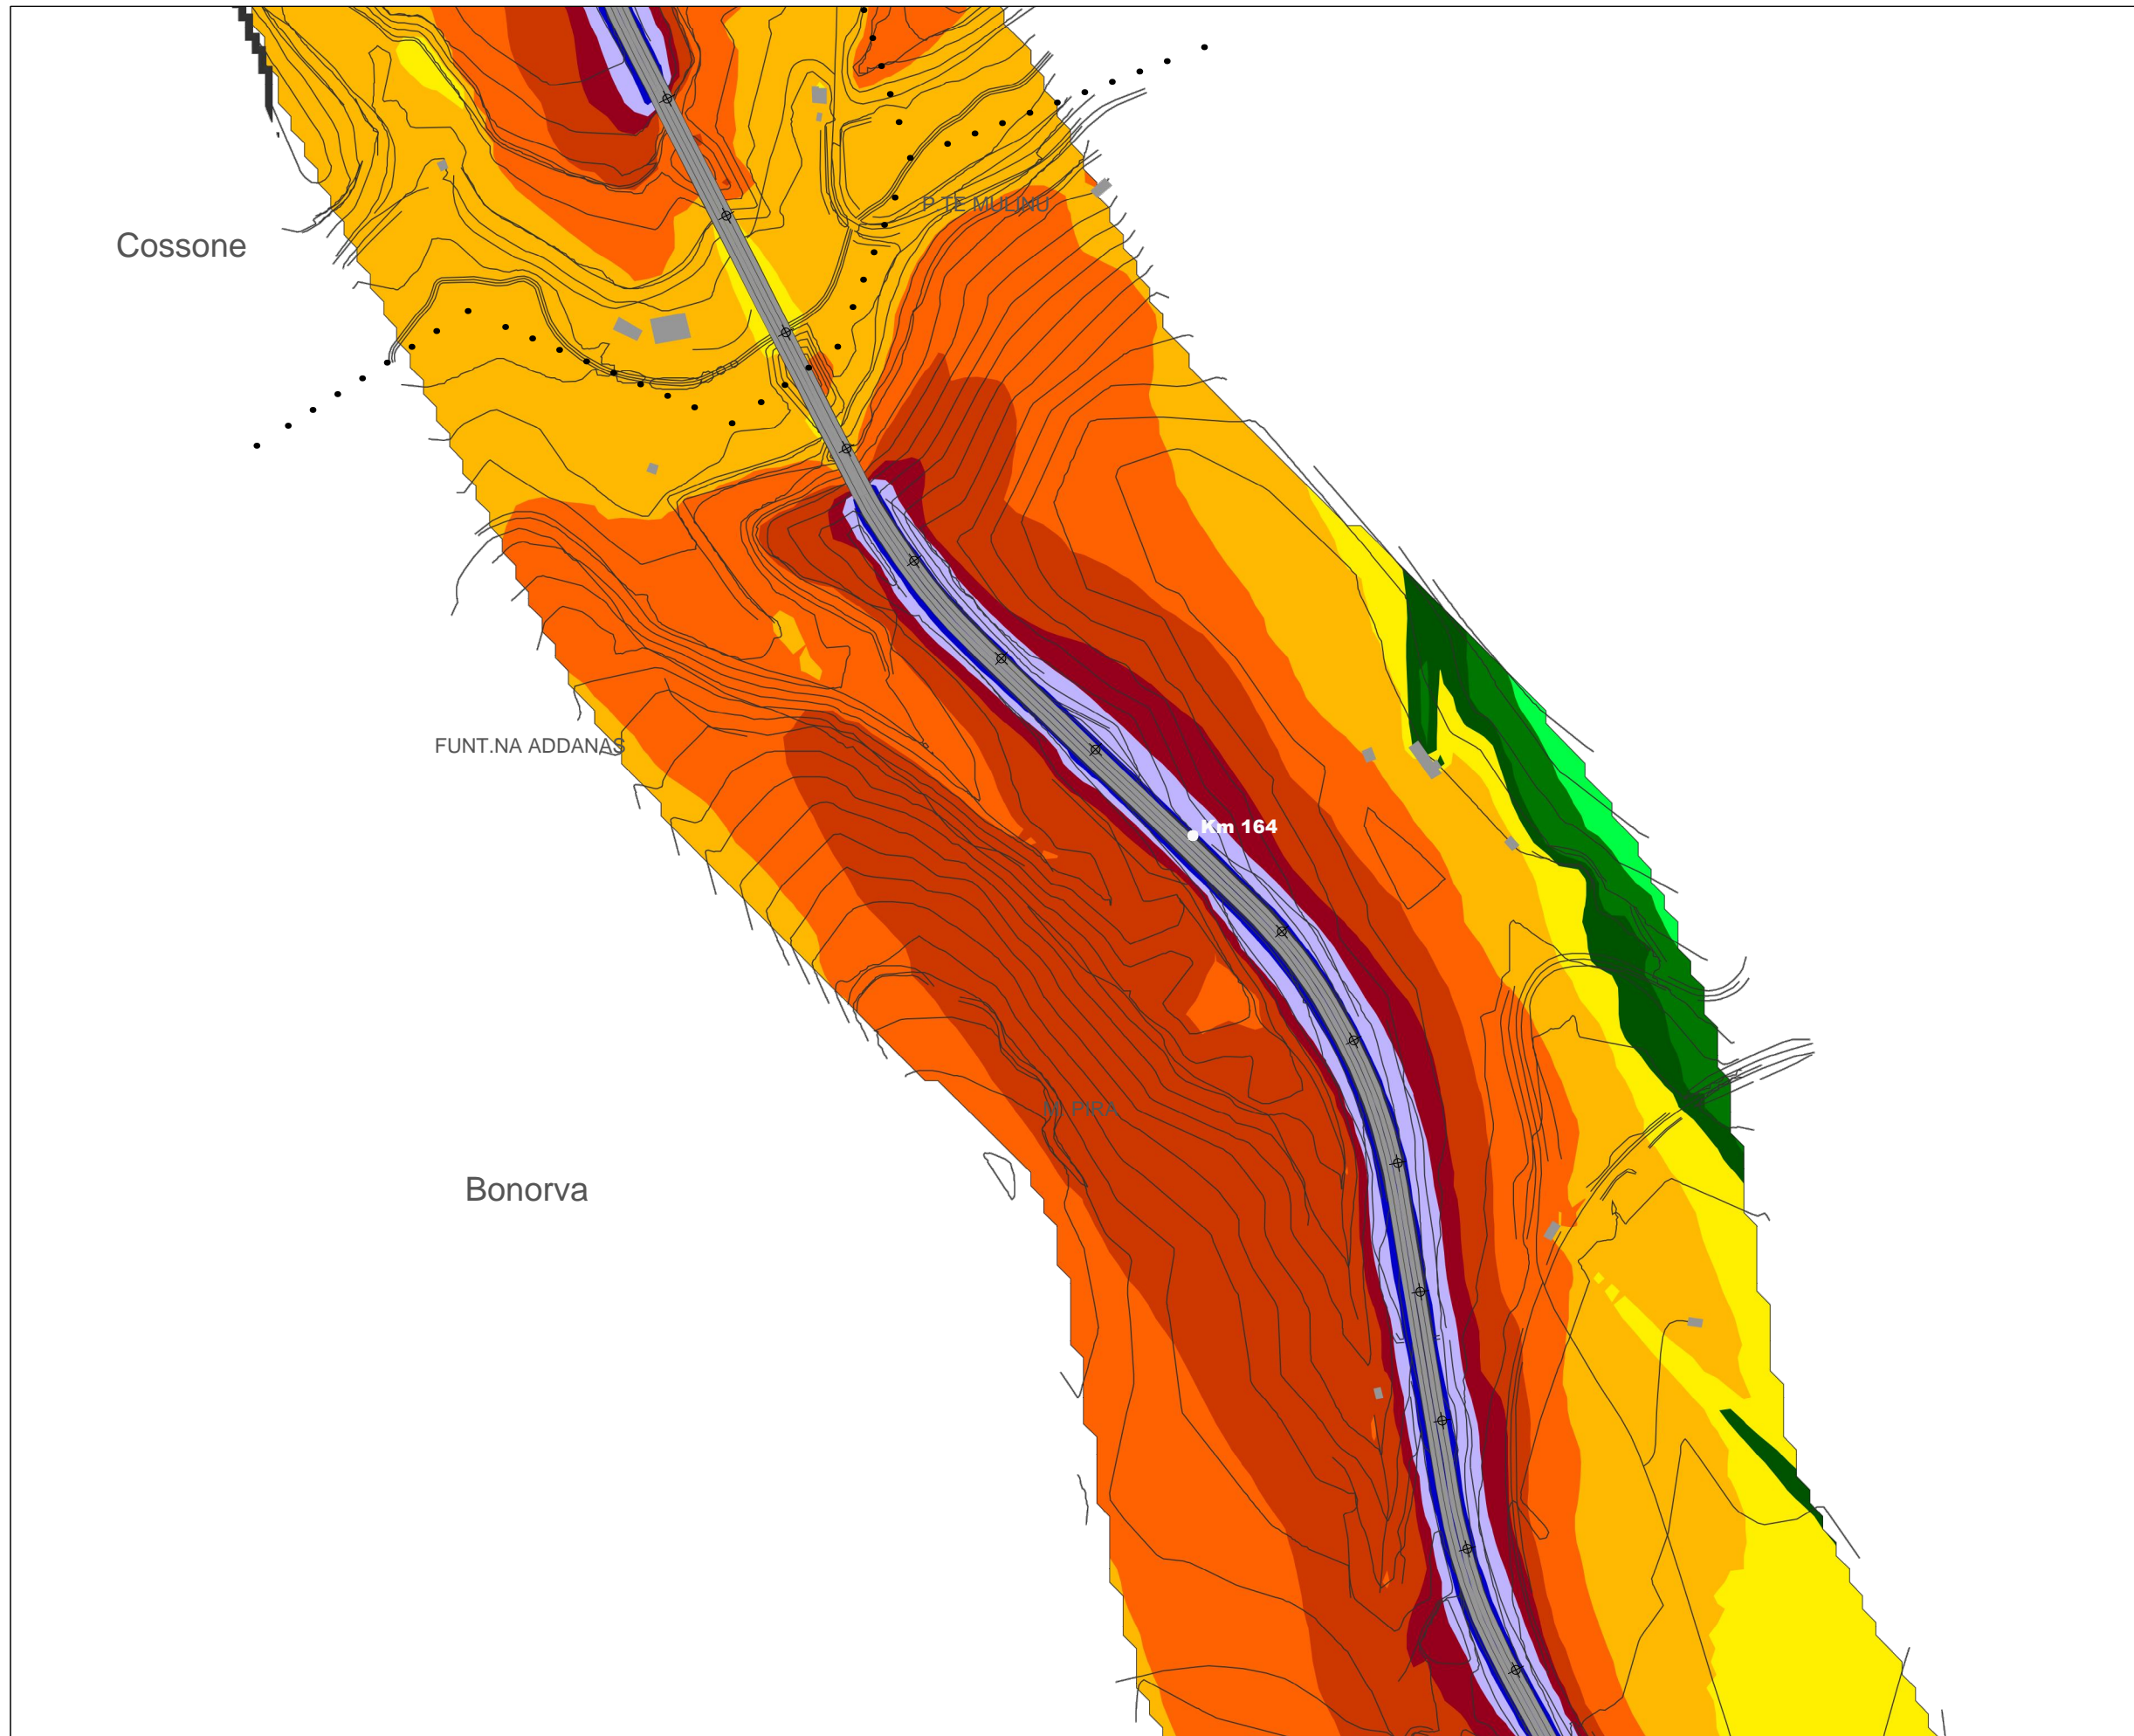 P.TE MULINU
Cossone
FUNT.NA ADDANAS
Km 164
M. PIRA
Bonorva